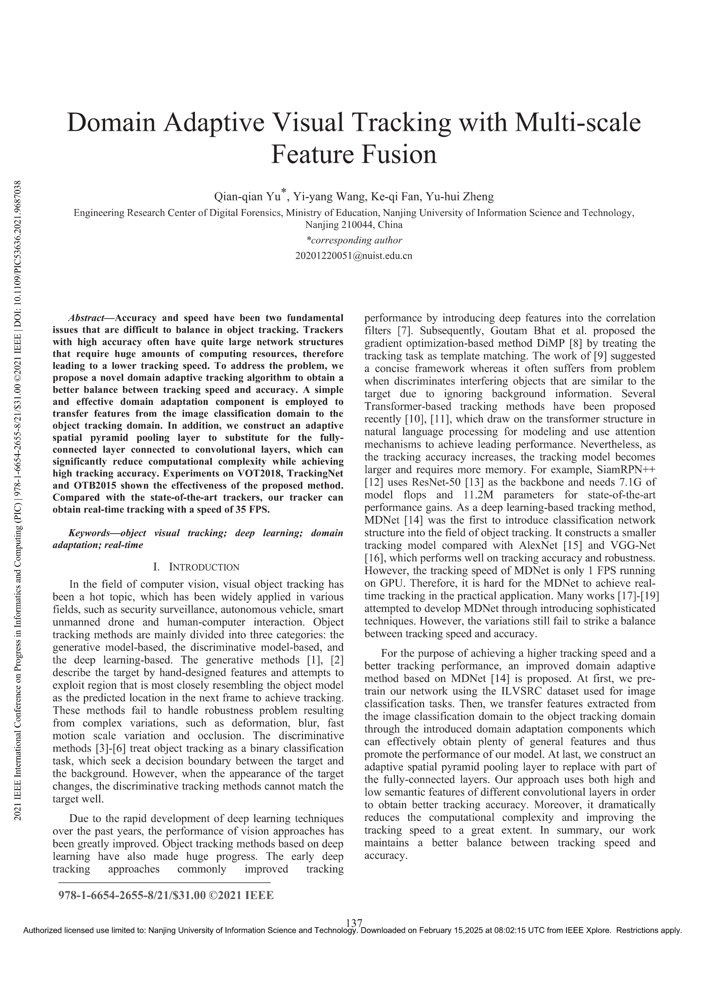 Domain Adaptive Visual Tracking with Multi-scale
Feature Fusion
Qian-qian Yu*, Yi-yang Wang, Ke-qi Fan, Yu-hui Zheng
Engineering Research Center of Digital Forensics, Ministry of Education, Nanjing University of Information Science and Technology,
Nanjing 210044, China
*corresponding author
20201220051@nuist.edu.cn
2021 IEEE International Conference on Progress in Informatics and Computing (PIC) | 978-1-6654-2655-8/21/$31.00 ©2021 IEEE | DOI: 10.1109/PIC53636.2021.9687038
Abstract—Accuracy and speed have been two fundamental
issues that are difficult to balance in object tracking. Trackers
with high accuracy often have quite large network structures
that require huge amounts of computing resources, therefore
leading to a lower tracking speed. To address the problem, we
propose a novel domain adaptive tracking algorithm to obtain a
better balance between tracking speed and accuracy. A simple
and effective domain adaptation component is employed to
transfer features from the image classification domain to the
object tracking domain. In addition, we construct an adaptive
spatial pyramid pooling layer to substitute for the fully-
connected layer connected to convolutional layers, which can
significantly reduce computational complexity while achieving
high tracking accuracy. Experiments on VOT2018, TrackingNet
and OTB2015 shown the effectiveness of the proposed method.
Compared with the state-of-the-art trackers, our tracker can
obtain real-time tracking with a speed of 35 FPS.
Keywords—object visual tracking; deep learning; domain
adaptation; real-time
I. INTRODUCTION
In the field of computer vision, visual object tracking has
been a hot topic, which has been widely applied in various
fields, such as security surveillance, autonomous vehicle, smart
unmanned drone and human-computer interaction. Object
tracking methods are mainly divided into three categories: the
generative model-based, the discriminative model-based, and
the deep learning-based. The generative methods [1], [2]
describe the target by hand-designed features and attempts to
exploit region that is most closely resembling the object model
as the predicted location in the next frame to achieve tracking.
These methods fail to handle robustness problem resulting
from complex variations, such as deformation, blur, fast
motion scale variation and occlusion. The discriminative
methods [3]-[6] treat object tracking as a binary classification
task, which seek a decision boundary between the target and
the background. However, when the appearance of the target
changes, the discriminative tracking methods cannot match the
target well.
Due to the rapid development of deep learning techniques
over the past years, the performance of vision approaches has
been greatly improved. Object tracking methods based on deep
learning have also made huge progress. The early deep
tracking approaches commonly improved tracking
performance by introducing deep features into the correlation
filters [7]. Subsequently, Goutam Bhat et al. proposed the
gradient optimization-based method DiMP [8] by treating the
tracking task as template matching. The work of [9] suggested
a concise framework whereas it often suffers from problem
when discriminates interfering objects that are similar to the
target due to ignoring background information. Several
Transformer-based tracking methods have been proposed
recently [10], [11], which draw on the transformer structure in
natural language processing for modeling and use attention
mechanisms to achieve leading performance. Nevertheless, as
the tracking accuracy increases, the tracking model becomes
larger and requires more memory. For example, SiamRPN++
[12] uses ResNet-50 [13] as the backbone and needs 7.1G of
model flops and 11.2M parameters for state-of-the-art
performance gains. As a deep learning-based tracking method,
MDNet [14] was the first to introduce classification network
structure into the field of object tracking. It constructs a smaller
tracking model compared with AlexNet [15] and VGG-Net
[16], which performs well on tracking accuracy and robustness.
However, the tracking speed of MDNet is only 1 FPS running
on GPU. Therefore, it is hard for the MDNet to achieve real-
time tracking in the practical application. Many works [17]-[19]
attempted to develop MDNet through introducing sophisticated
techniques. However, the variations still fail to strike a balance
between tracking speed and accuracy.
For the purpose of achieving a higher tracking speed and a
better tracking performance, an improved domain adaptive
method based on MDNet [14] is proposed. At first, we pre-
train our network using the ILVSRC dataset used for image
classification tasks. Then, we transfer features extracted from
the image classification domain to the object tracking domain
through the introduced domain adaptation components which
can effectively obtain plenty of general features and thus
promote the performance of our model. At last, we construct an
adaptive spatial pyramid pooling layer to replace with part of
the fully-connected layers. Our approach uses both high and
low semantic features of different convolutional layers in order
to obtain better tracking accuracy. Moreover, it dramatically
reduces the computational complexity and improving the
tracking speed to a great extent. In summary, our work
maintains a better balance between tracking speed and
accuracy.
978-1-6654-2655-8/21/$31.00 ©2021 IEEE
137
Authorized licensed use limited to: Nanjing University of Information Science and Technology. Downloaded on February 15,2025 at 08:02:15 UTC from IEEE Xplore. Restrictions apply.